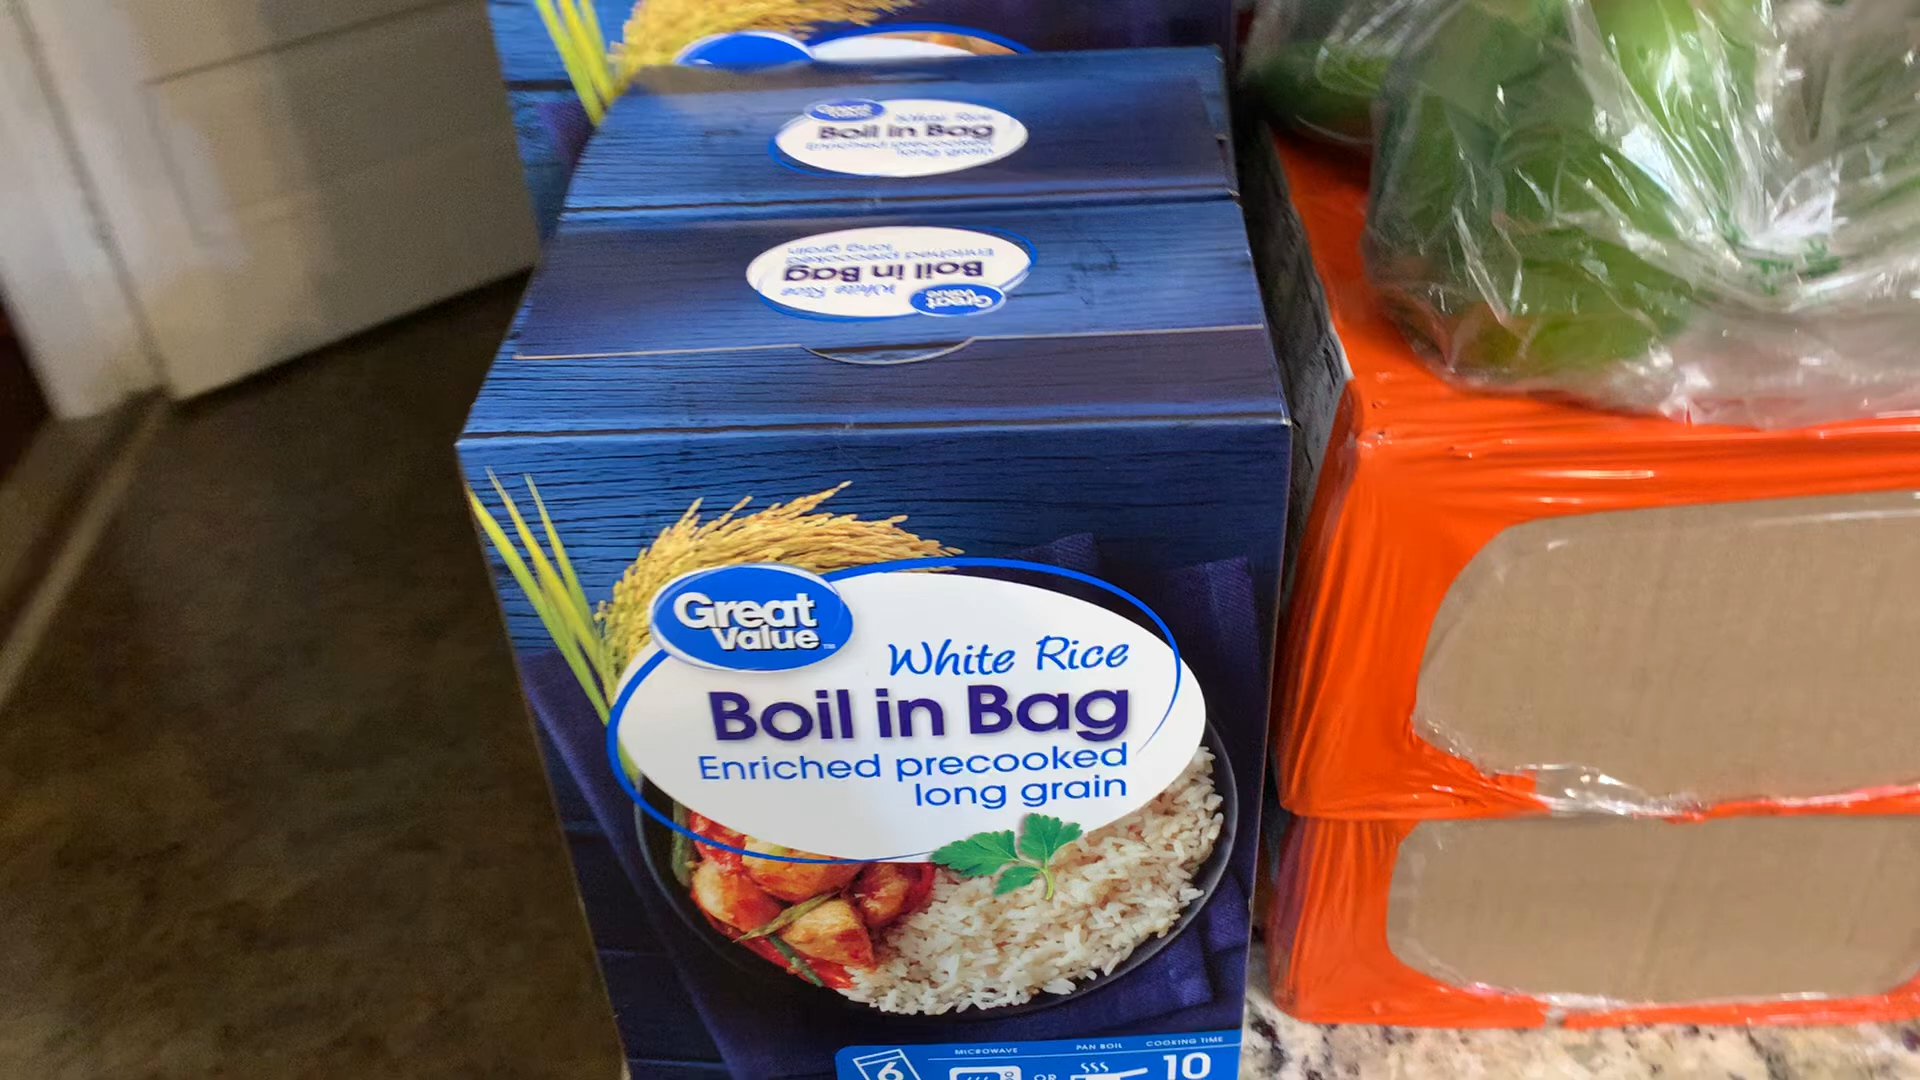 Great
Value
White Rice
Boil in Bag
Enriched precooked
long grain
Great
Value
White Rice
Boil in Bag
Enriched precooked
long grain
Great
Value™
White Rice
Boil in Bag
Enriched precooked
long grain
MICROWAVE
PAN BOIL
COOKING TIME
6
OR
10